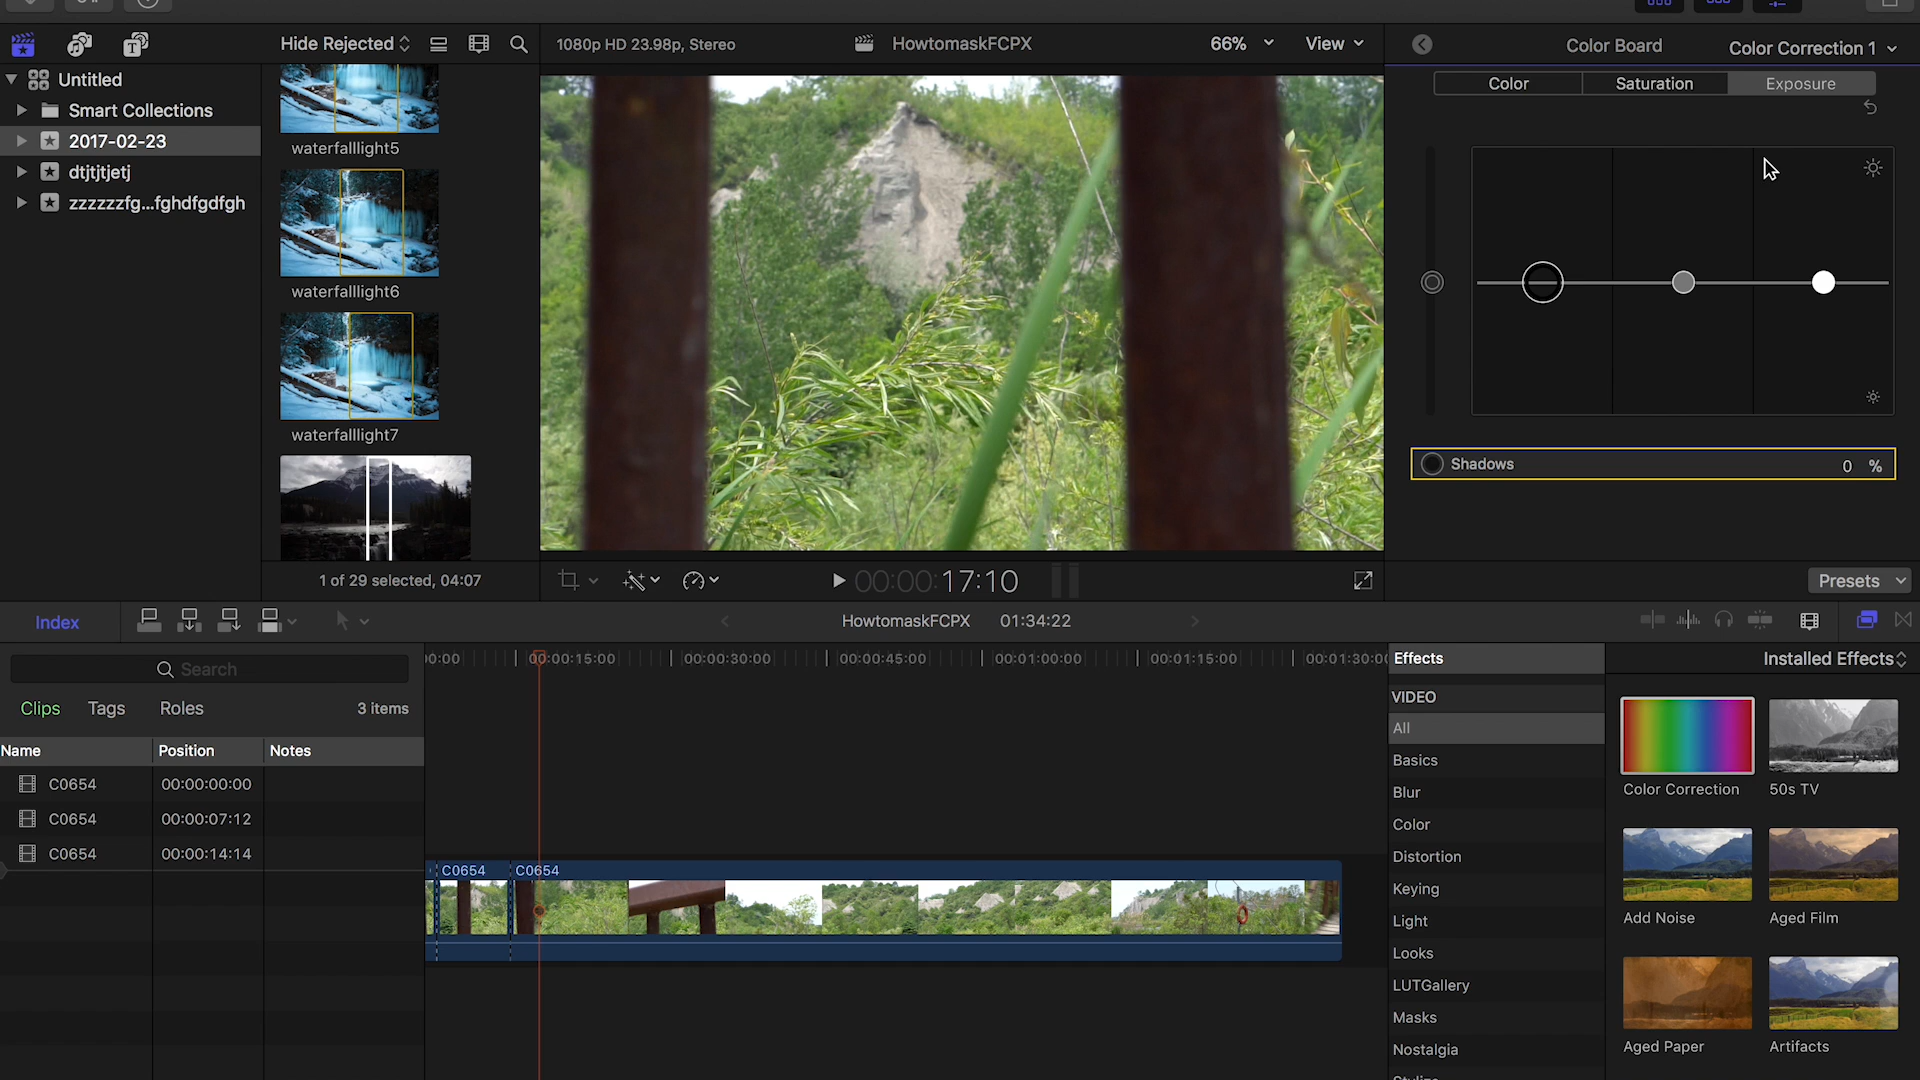 Hide Rejected
1080p HD 23.98p, Stereo
HowtomaskFCPX
66%
View
Color Board
Color Correction 1
Untitled
Smart Collections
2017-02-23
dtjtjtjetj
zzzzzzfg...fghdfgdfgh
waterfalllight5
waterfalllight6
waterfalllight7
1 of 29 selected, 04:07
Color
Saturation
Exposure
Shadows
0 %
Presets
00:00:17:10
Index
HowtomaskFCPX
01:34:22
Search
Clips
Tags
Roles
3 items
Name
Position
Notes
C0654
00:00:00:00
C0654
00:00:07:12
C0654
00:00:14:14
0:00
00:00:15:00
00:00:30:00
00:00:45:00
00:01:00:00
00:01:15:00
00:01:30:00
C0654
C0654
Effects
Installed Effects
VIDEO
All
Basics
Blur
Color
Distortion
Keying
Light
Looks
LUTGallery
Masks
Nostalgia
Color Correction
50s TV
Add Noise
Aged Film
Aged Paper
Artifacts